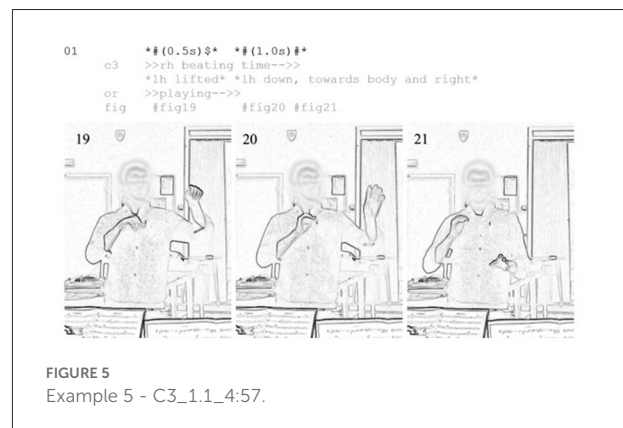 01 *#(0.5s)$* *#(1.0s)#*
c3 >>rh beating time-->>
*lh lifted* *lh down, towards body and right*
or >>playing-->>
fig #fig19 #fig20 #fig21
19 20 21
FIGURE 5
Example 5 - C3_1.1_4:57.